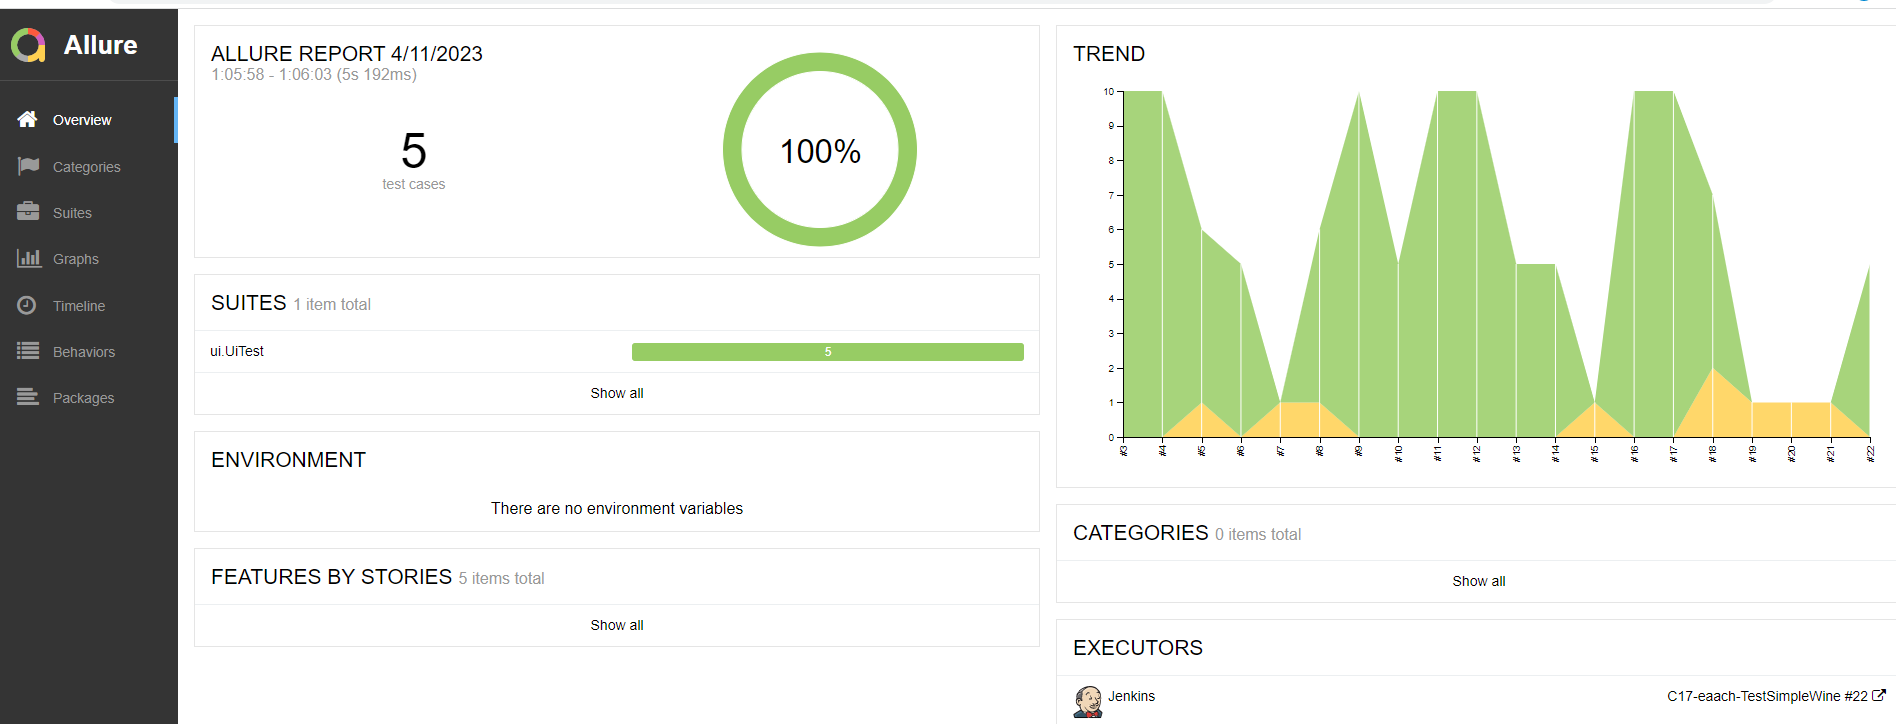 Allure
Overview
Categories
Suites
Graphs
Timeline
Behaviors
Packages
ALLURE REPORT 4/11/2023
1:05:58 - 1:06:03 (5s 192ms)
5
test cases
100%
SUITES 1 item total
ui.UiTest 5
Show all
ENVIRONMENT
There are no environment variables
FEATURES BY STORIES 5 items total
Show all
TREND
10
9
8
7
6
5
4
3
2
1
0
#3 #4 #5 #6 #7 #8 #9 #10 #11 #12 #13 #14 #15 #16 #17 #18 #19 #20 #21 #22
CATEGORIES 0 items total
Show all
EXECUTORS
Jenkins C17-eaach-TestSimpleWine #22